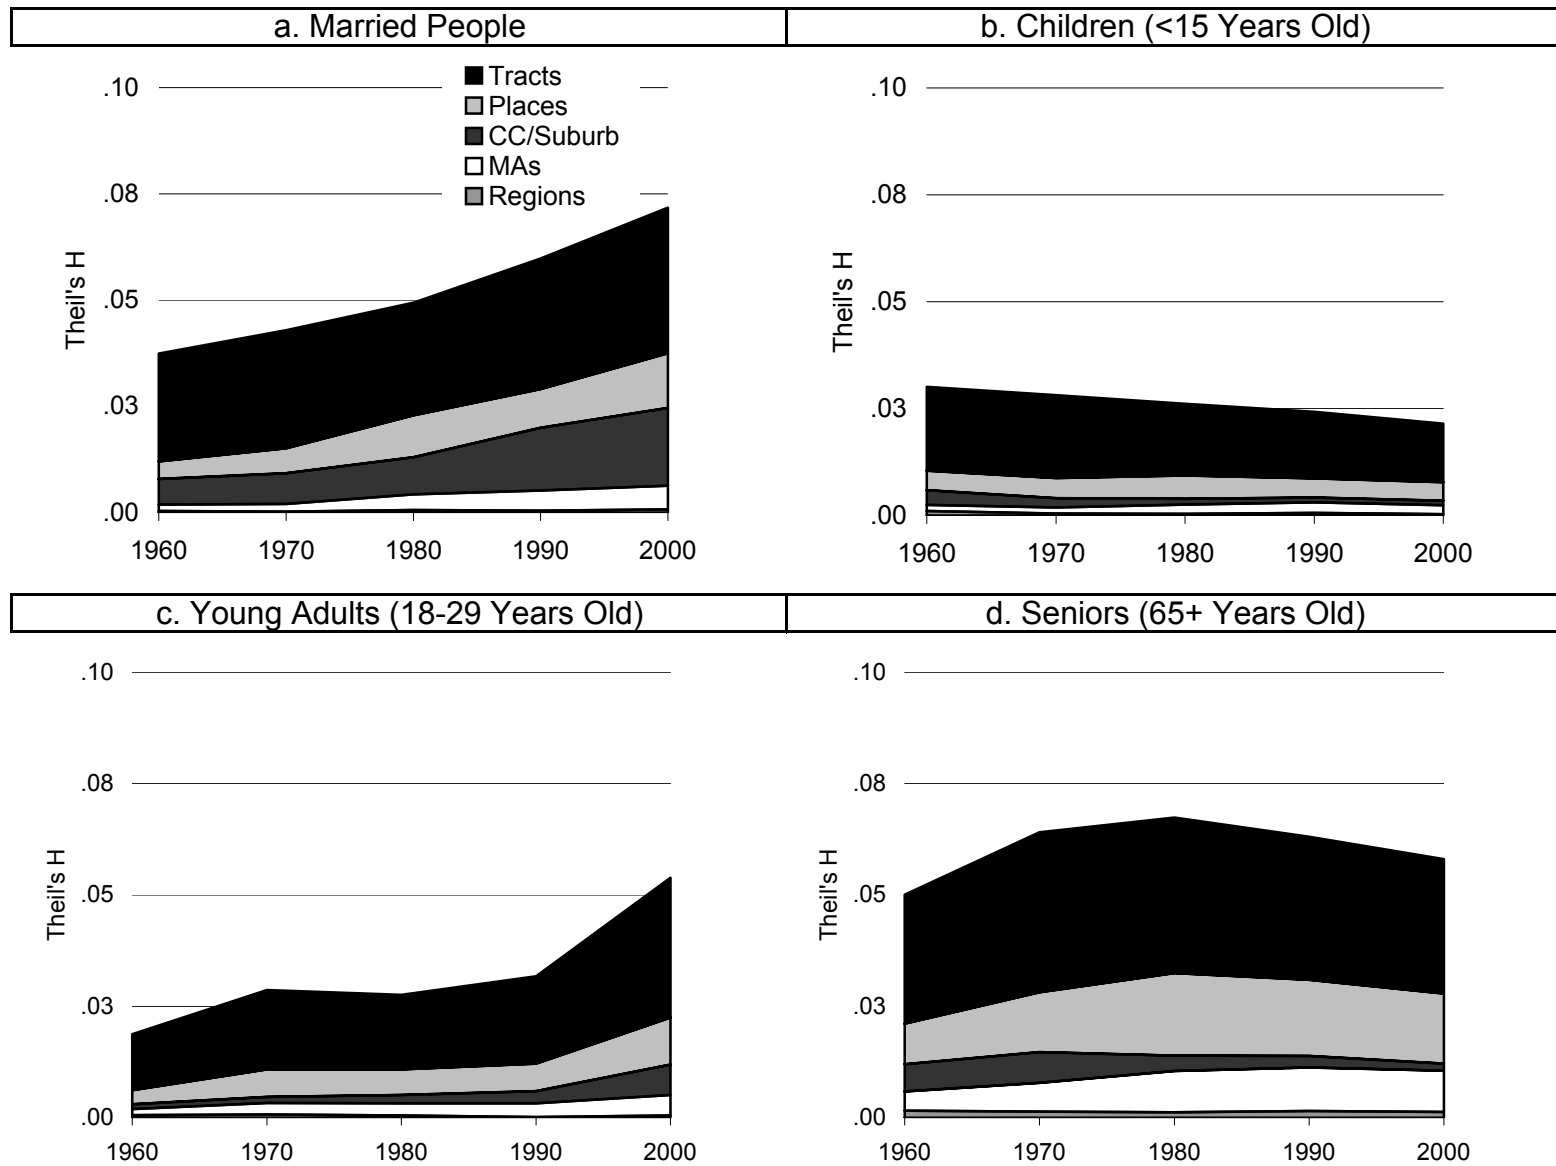 a. Married People
b. Children (<15 Years Old)
Tracts
Places
CC/Suburb
MAs
Regions
.10
.08
.05
.03
.00
Theil's H
1960 1970 1980 1990 2000
.10
.08
.05
.03
.00
Theil's H
1960 1970 1980 1990 2000
c. Young Adults (18-29 Years Old)
d. Seniors (65+ Years Old)
.10
.08
.05
.03
.00
Theil's H
1960 1970 1980 1990 2000
.10
.08
.05
.03
.00
Theil's H
1960 1970 1980 1990 2000